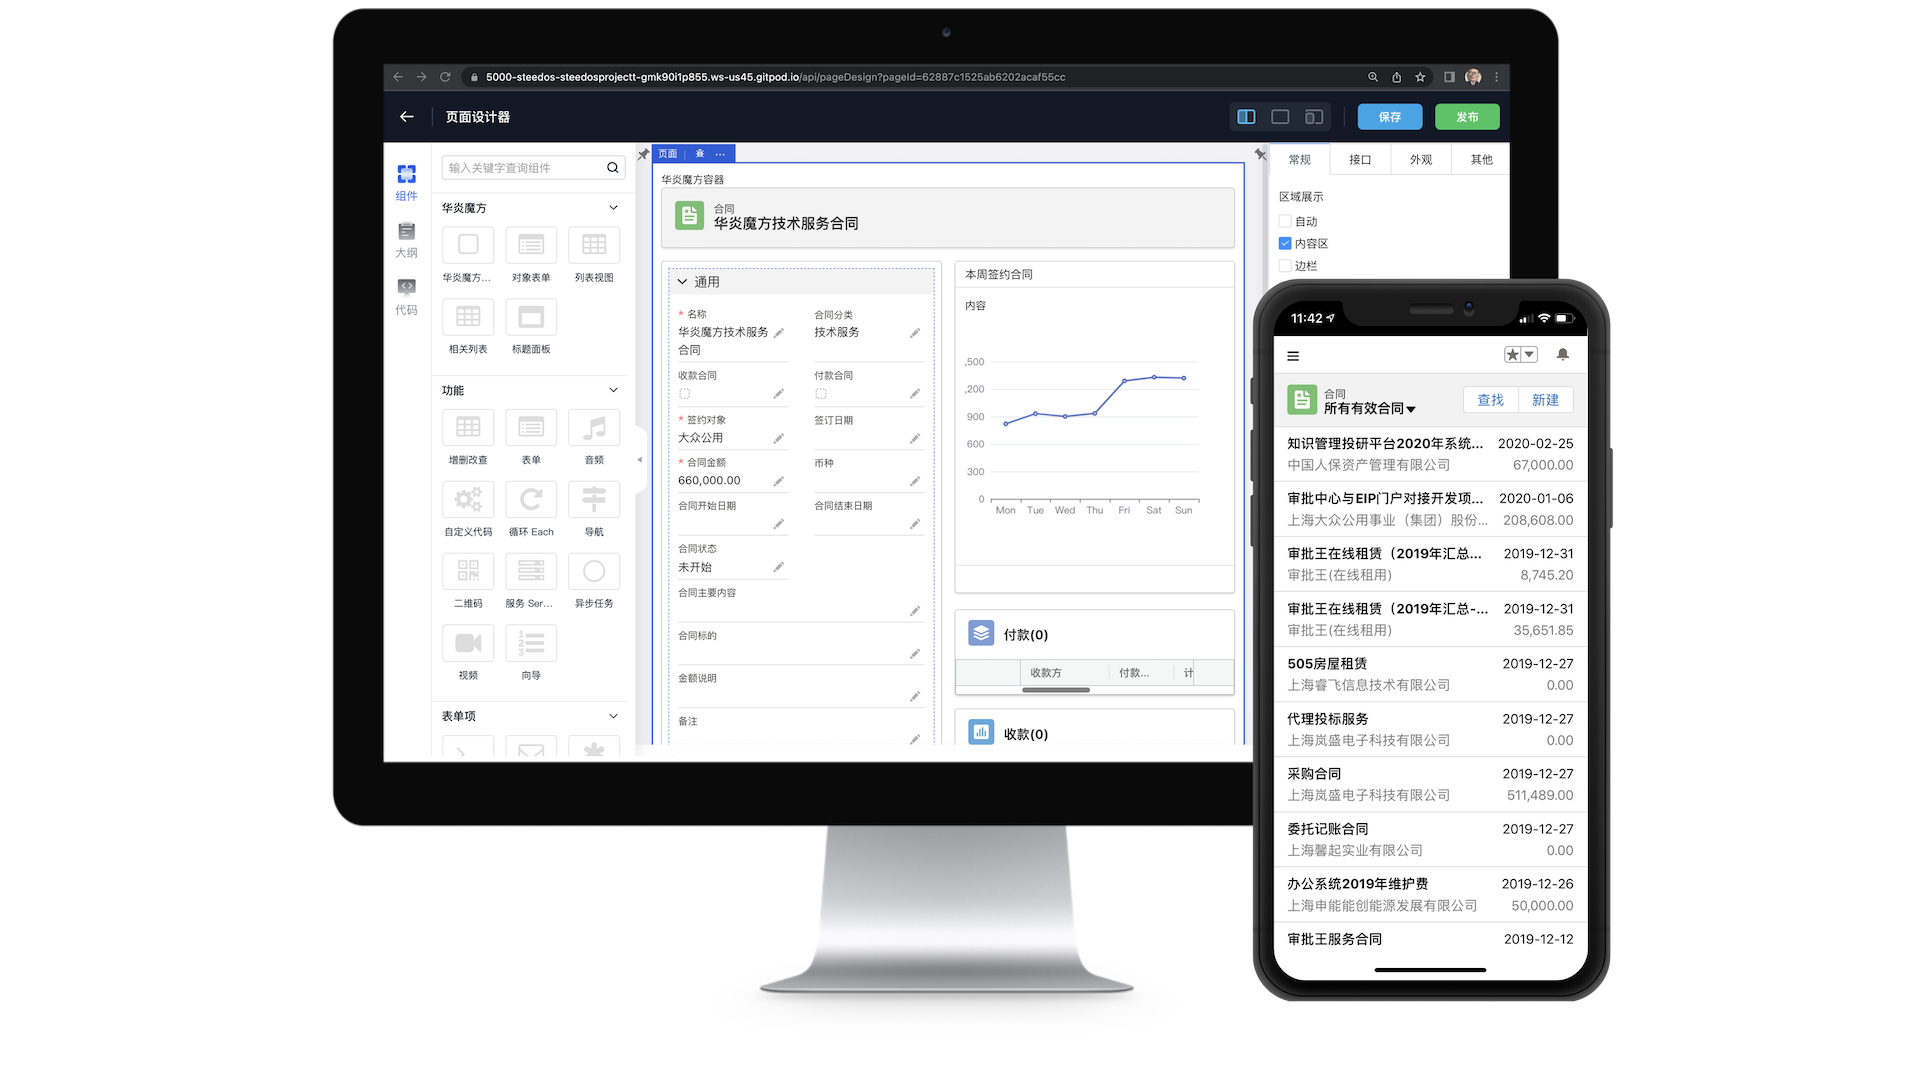 5000-steedos-steedosprojectt-gmk90i1p855.ws-us45.gitpod.io/api/pageDesign?pageId=62887c1525ab6202acaf55cc
页面设计器
保存
发布
组件
大纲
代码
输入关键字查询组件
华炎魔方
华炎魔方...
对象表单
列表视图
相关列表
标题面板
功能
增删改查
表单
音频
自定义代码
循环 Each
导航
二维码
服务 Ser...
异步任务
视频
向导
表单项
页面
华炎魔方容器
合同
华炎魔方技术服务合同
通用
* 名称
华炎魔方技术服务
合同
合同分类
技术服务
收款合同
付款合同
* 签约对象
大众公用
签订日期
* 合同金额
660,000.00
币种
合同开始日期
合同结束日期
合同状态
未开始
合同主要内容
合同标的
金额说明
备注
本周签约合同
内容
,500
,200
900
600
300
0
Mon Tue Wed Thu Fri Sat Sun
付款(0)
收款方
付款...
计
收款(0)
常规
接口
外观
其他
区域展示
自动
内容区
边栏
11:42
合同
所有有效合同
查找
新建
知识管理投研平台2020年系统... 2020-02-25
中国人保资产管理有限公司 67,000.00
审批中心与EIP门户对接开发项... 2020-01-06
上海大众公用事业（集团）股份... 208,608.00
审批王在线租赁（2019年汇总... 2019-12-31
审批王(在线租用) 8,745.20
审批王在线租赁（2019年汇总-... 2019-12-31
审批王(在线租用) 35,651.85
505房屋租赁 2019-12-27
上海睿飞信息技术有限公司 0.00
代理投标服务 2019-12-27
上海岚盛电子科技有限公司 0.00
采购合同 2019-12-27
上海岚盛电子科技有限公司 511,489.00
委托记账合同 2019-12-27
上海馨起实业有限公司 0.00
办公系统2019年维护费 2019-12-26
上海申能能创能源发展有限公司 50,000.00
审批王服务合同 2019-12-12